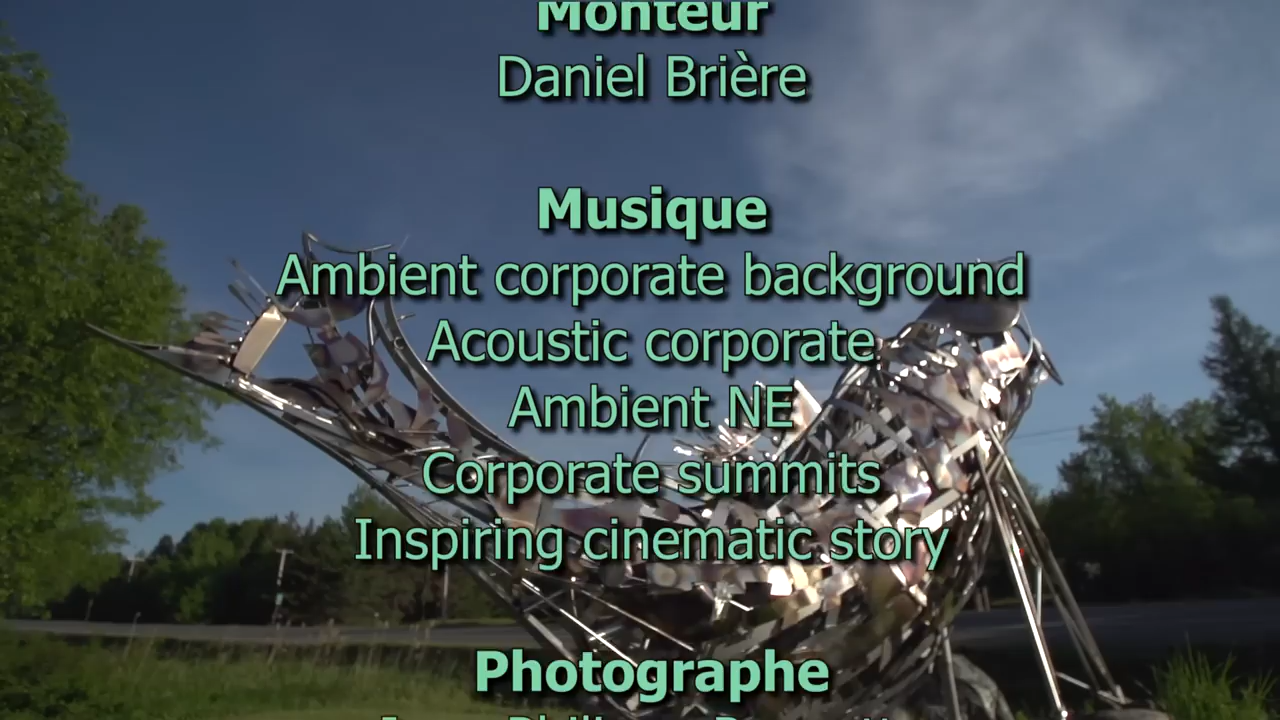 Monteur
Daniel Brière
Musique
Ambient corporate background
Acoustic corporate
Ambient NE
Corporate summits
Inspiring cinematic story
Photographe